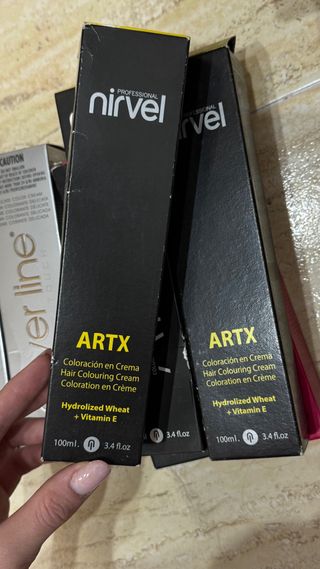 PROFESSIONAL
nirvel
ARTX
Coloración en Crema
Hair Colouring Cream
Coloration en Crème
Hydrolized Wheat
+ Vitamin E
100ml. 3.4 fl.oz
PROFESSIONAL
nirvel
ARTX
Coloración en Crema
Hair Colouring Cream
Coloration en Crème
Hydrolized Wheat
+ Vitamin E
100ml. 3.4 fl.oz
3.4 fl.oz
CAUTION
ver line